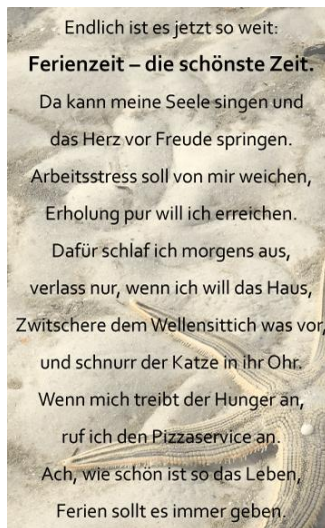 Endlich ist es jetzt so weit:
Ferienzeit – die schönste Zeit.
Da kann meine Seele singen und
das Herz vor Freude springen.
Arbeitsstress soll von mir weichen,
Erholung pur will ich erreichen.
Dafür schlaf ich morgens aus,
verlass nur, wenn ich will das Haus,
Zwitschere dem Wellensittich was vor,
und schnurr der Katze in ihr Ohr.
Wenn mich treibt der Hunger an,
ruf ich den Pizzaservice an.
Ach, wie schön ist so das Leben,
Ferien sollt es immer geben.